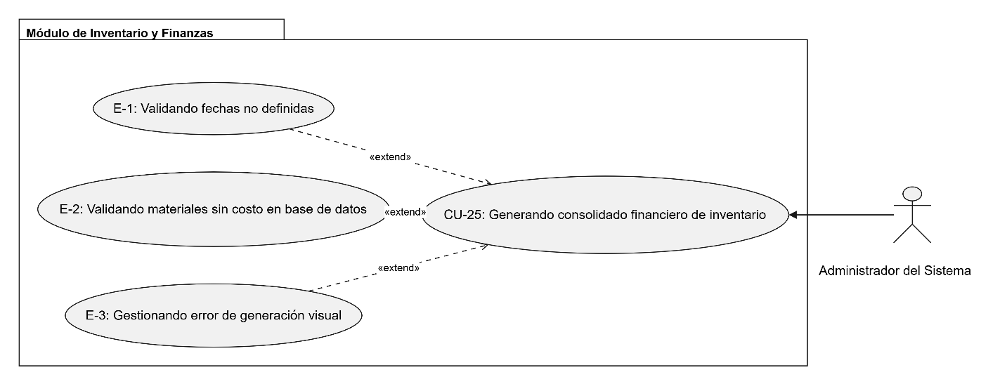 Módulo de Inventario y Finanzas
E-1: Validando fechas no definidas
«extend»
E-2: Validando materiales sin costo en base de datos
«extend»
CU-25: Generando consolidado financiero de inventario
«extend»
E-3: Gestionando error de generación visual
Administrador del Sistema